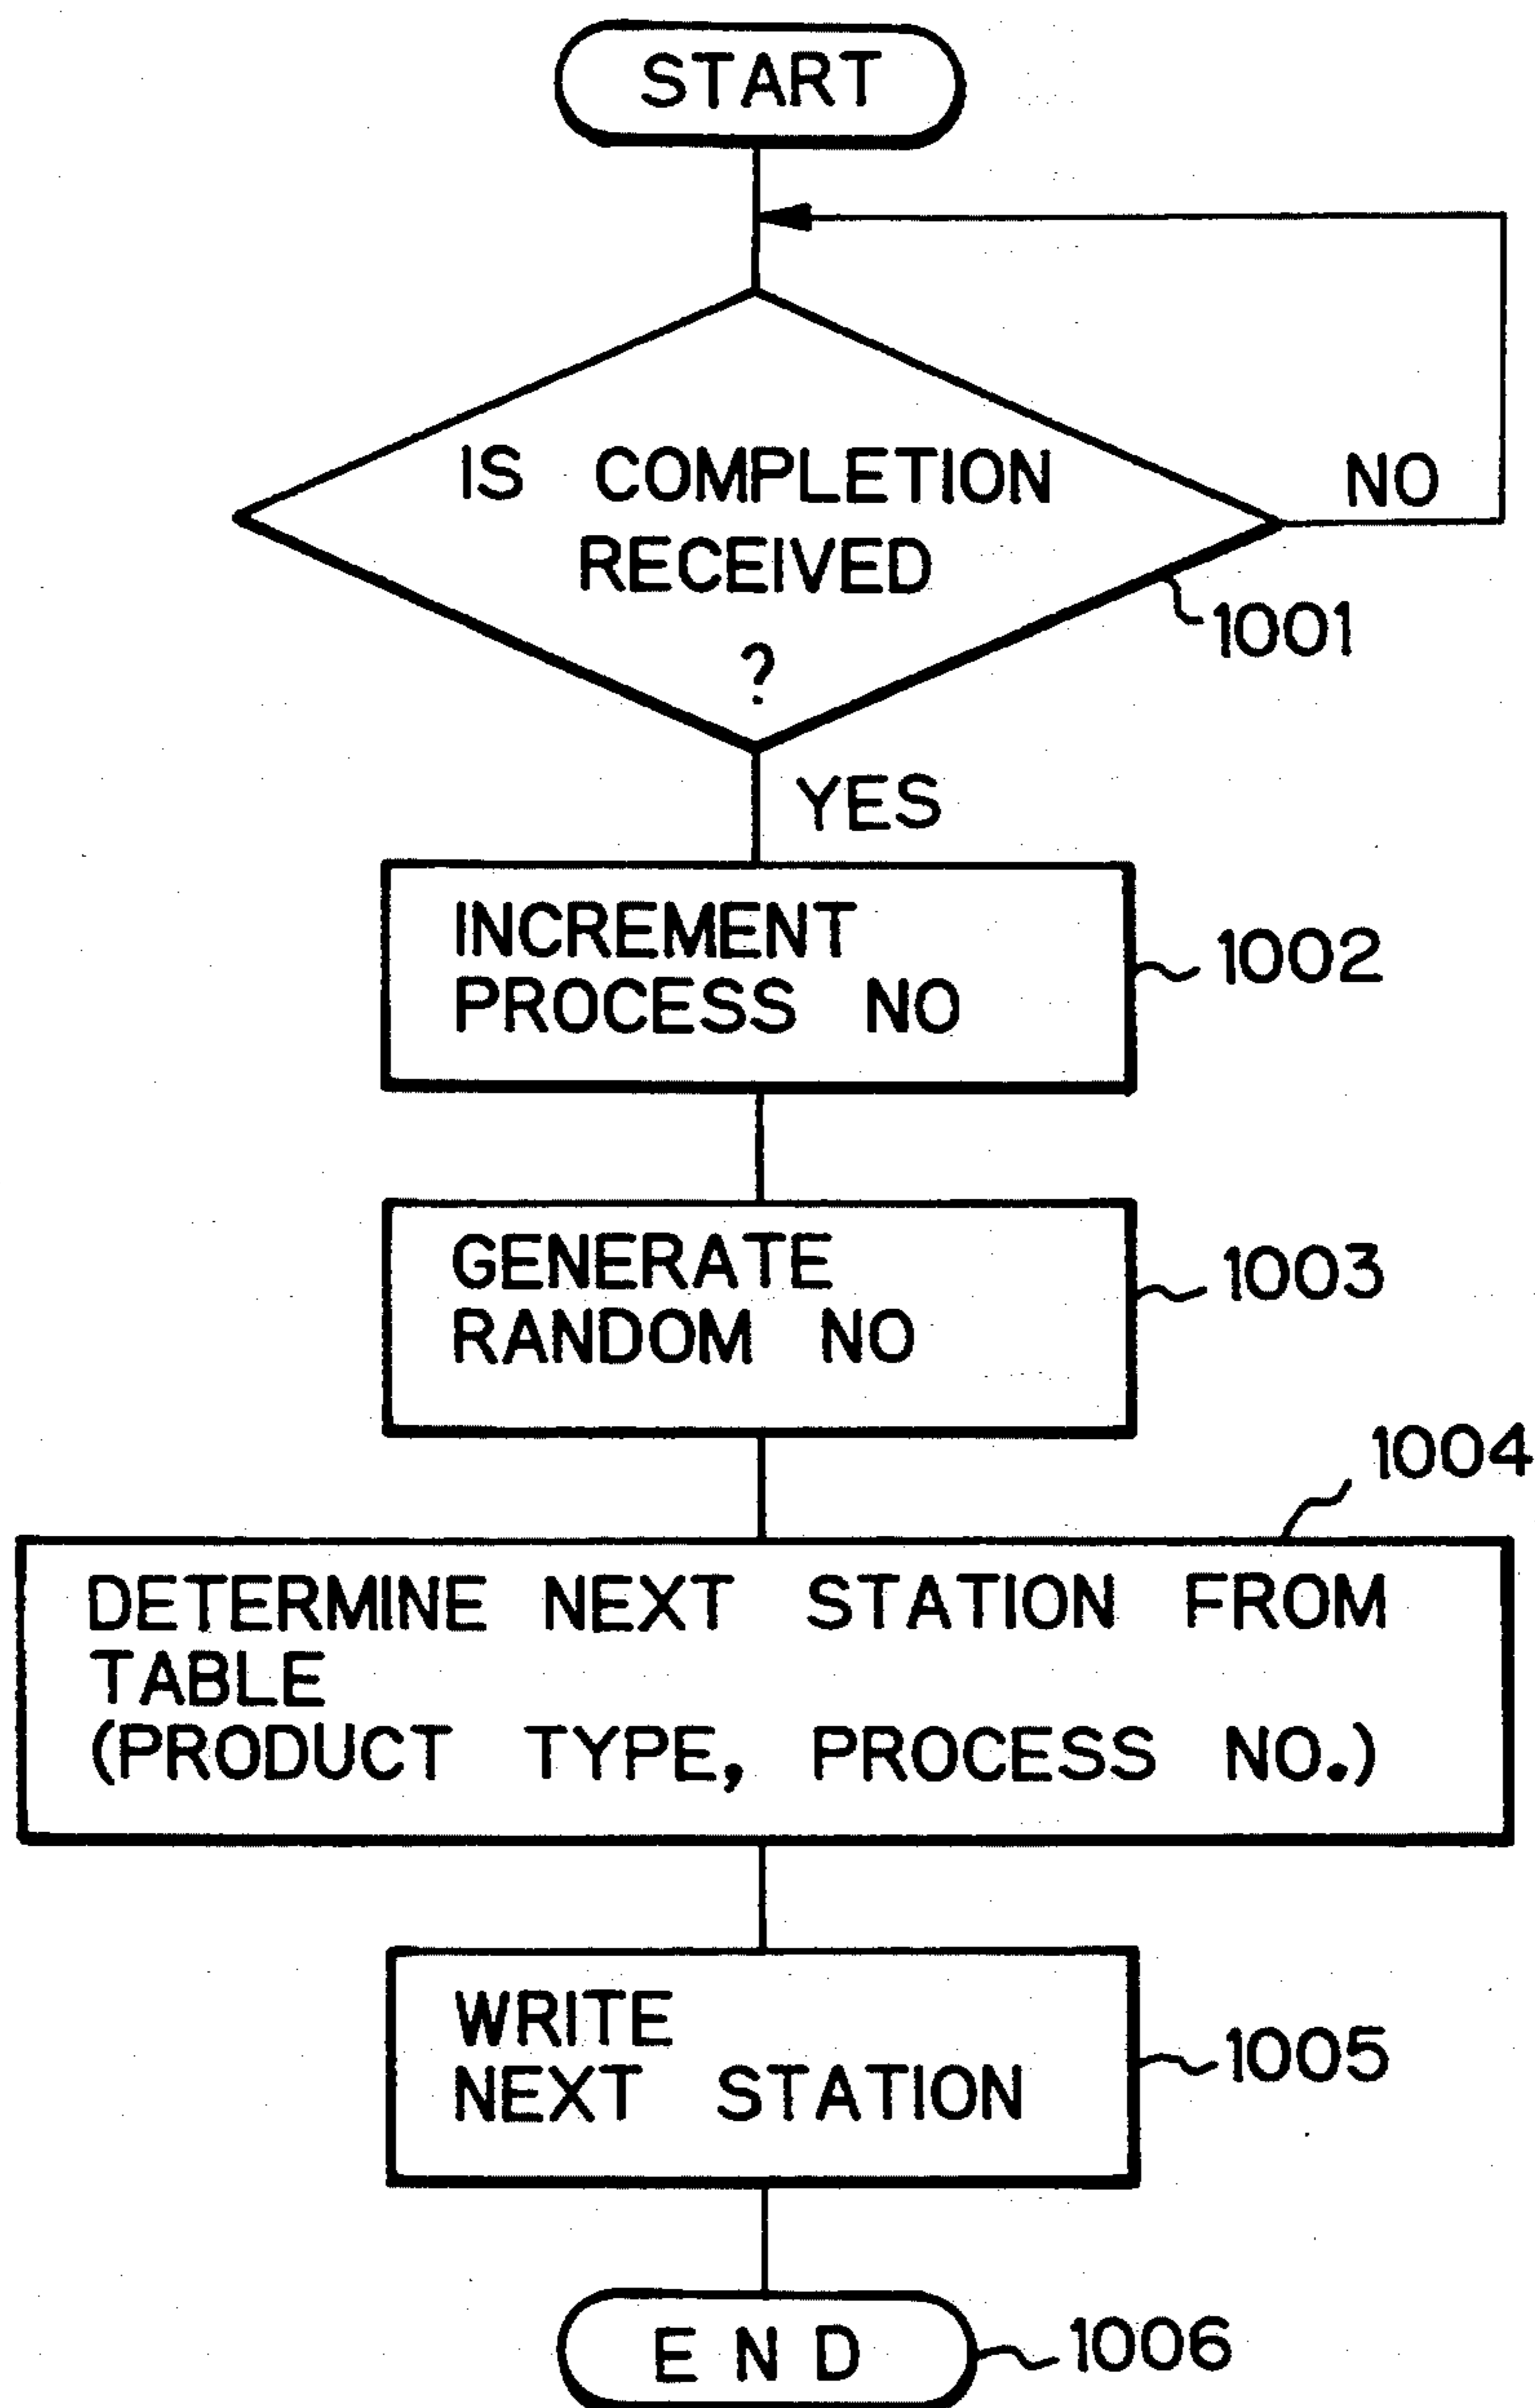 START
IS COMPLETION
RECEIVED
?
NO
1001
YES
INCREMENT
PROCESS NO
1002
GENERATE
RANDOM NO
1003
1004
DETERMINE NEXT STATION FROM
TABLE
(PRODUCT TYPE, PROCESS NO.)
WRITE
NEXT STATION
1005
END
1006